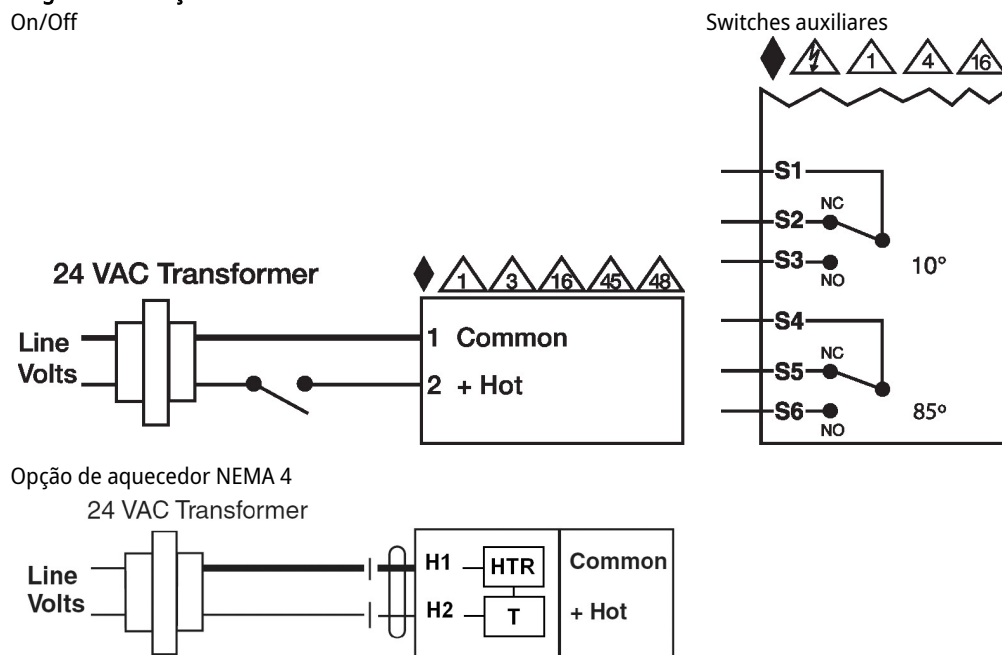 On/Off
24 VAC Transformer
Line
Volts
1 3 16 45 48
1 Common
2 + Hot
Switches auxiliares
1 4 16
S1
NC
S2
S3
NO
10°
S4
NC
S5
S6
NO
85º
Opção de aquecedor NEMA 4
24 VAC Transformer
Line
Volts
H1 HTR Common
H2 T + Hot